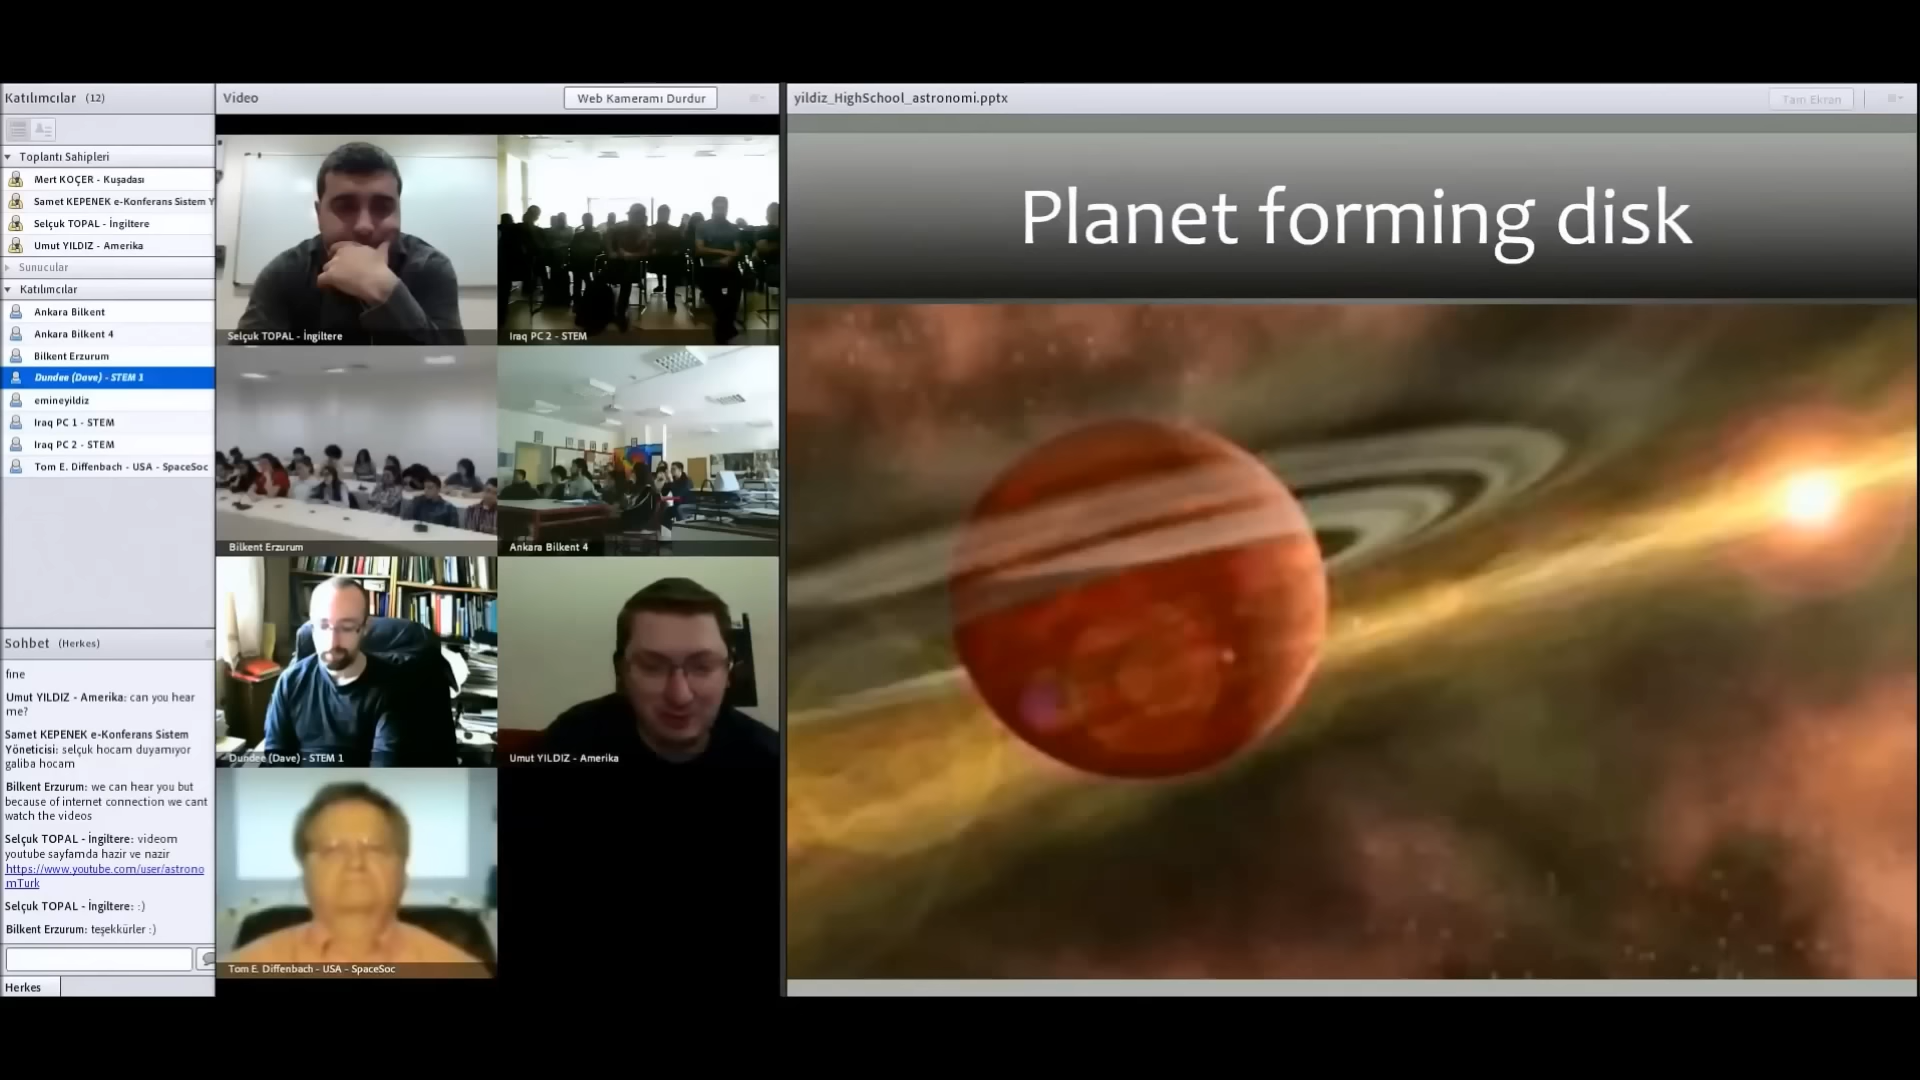 Katılımcılar (12)
Toplantı Sahipleri
Mert KOÇER - Kuşadası
Samet KEPENEK e-Konferans Sistem Y
Selçuk TOPAL - İngiltere
Umut YILDIZ - Amerika
Sunucular
Katılımcılar
Ankara Bilkent
Ankara Bilkent 4
Bilkent Erzurum
Dundee (Dave) - STEM 1
emineyildiz
Iraq PC 1 - STEM
Iraq PC 2 - STEM
Tom E. Diffenbach - USA - SpaceSoc
Sohbet (Herkes)
fine
Umut YILDIZ - Amerika: can you hear
me?
Samet KEPENEK e-Konferans Sistem
Yöneticisi: selçuk hocam duyamıyor
galiba hocam
Bilkent Erzurum: we can hear you but
because of internet connection we cant
watch the videos
Selçuk TOPAL - İngiltere: videom
youtube sayfamda hazir ve nazir
https://www.youtube.com/user/astrono
mTurk
Selçuk TOPAL - İngiltere: :)
Bilkent Erzurum: teşekkürler :)
Herkes
Video
Web Kameramı Durdur
Selçuk TOPAL - İngiltere
Iraq PC 2 - STEM
Bilkent Erzurum
Ankara Bilkent 4
Dundee (Dave) - STEM 1
Umut YILDIZ - Amerika
Tom E. Diffenbach - USA - SpaceSoc
yildiz_HighSchool_astronomi.pptx
Tam Ekran
Planet forming disk